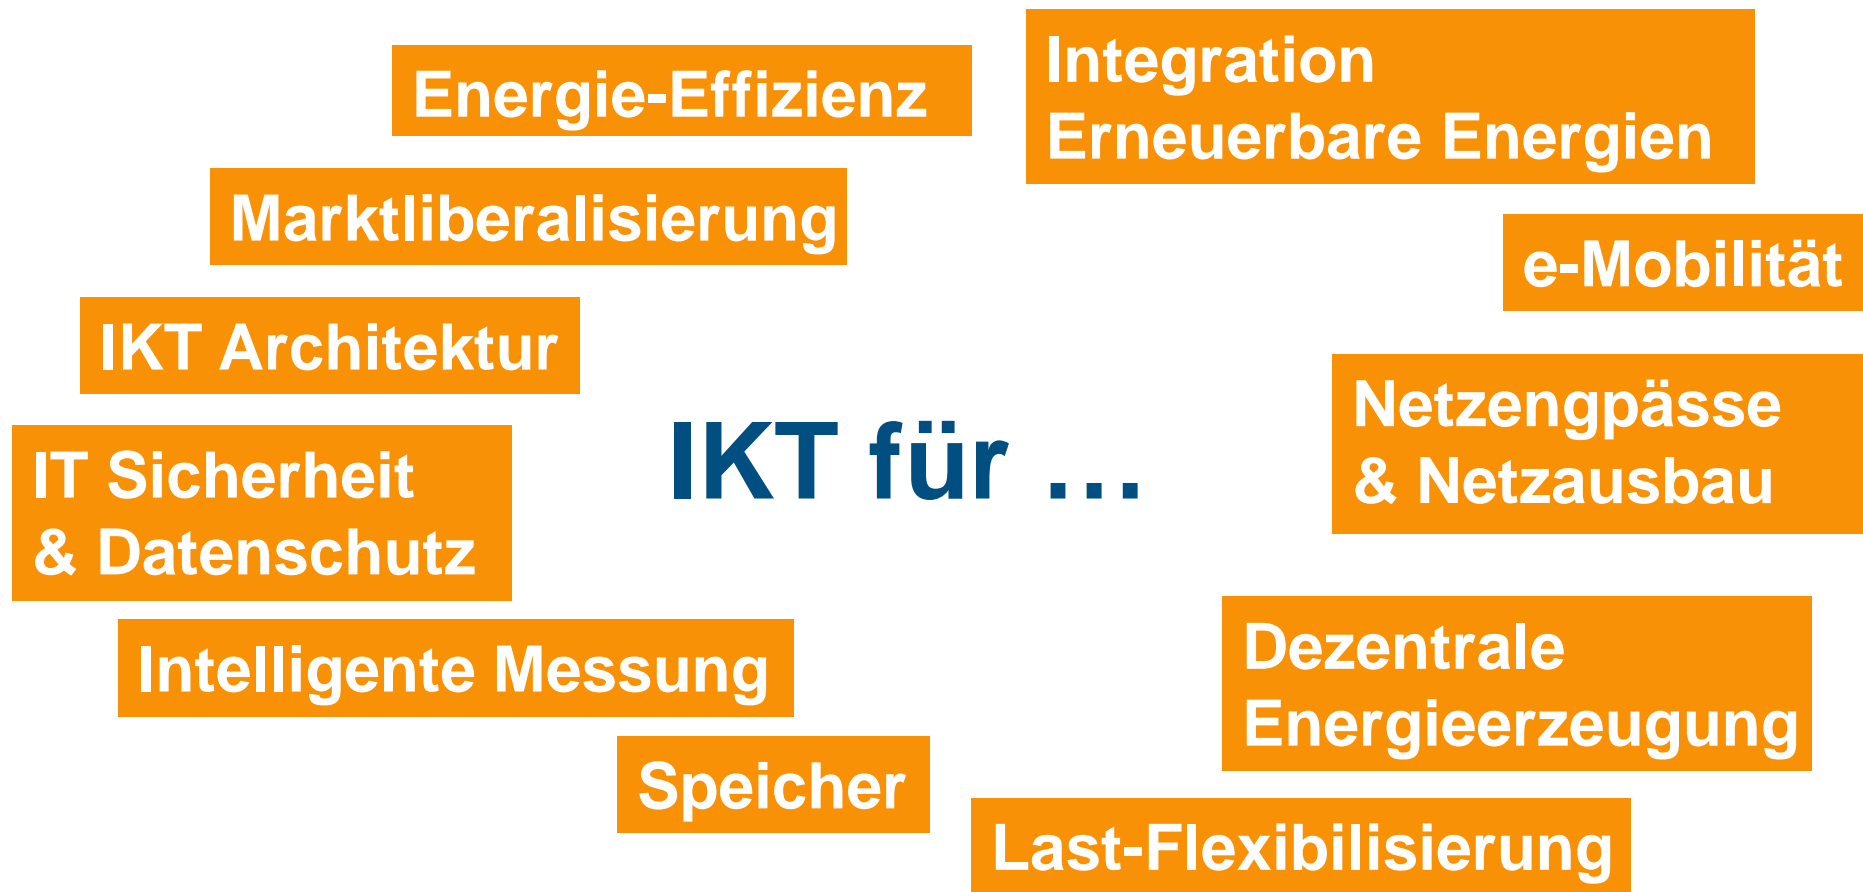 Energie-Effizienz
Integration
Erneuerbare Energien
Marktliberalisierung
e-Mobilität
IKT Architektur
Netzengpässe
& Netzausbau
IKT für ...
IT Sicherheit
& Datenschutz
Intelligente Messung
Dezentrale
Energieerzeugung
Speicher
Last-Flexibilisierung